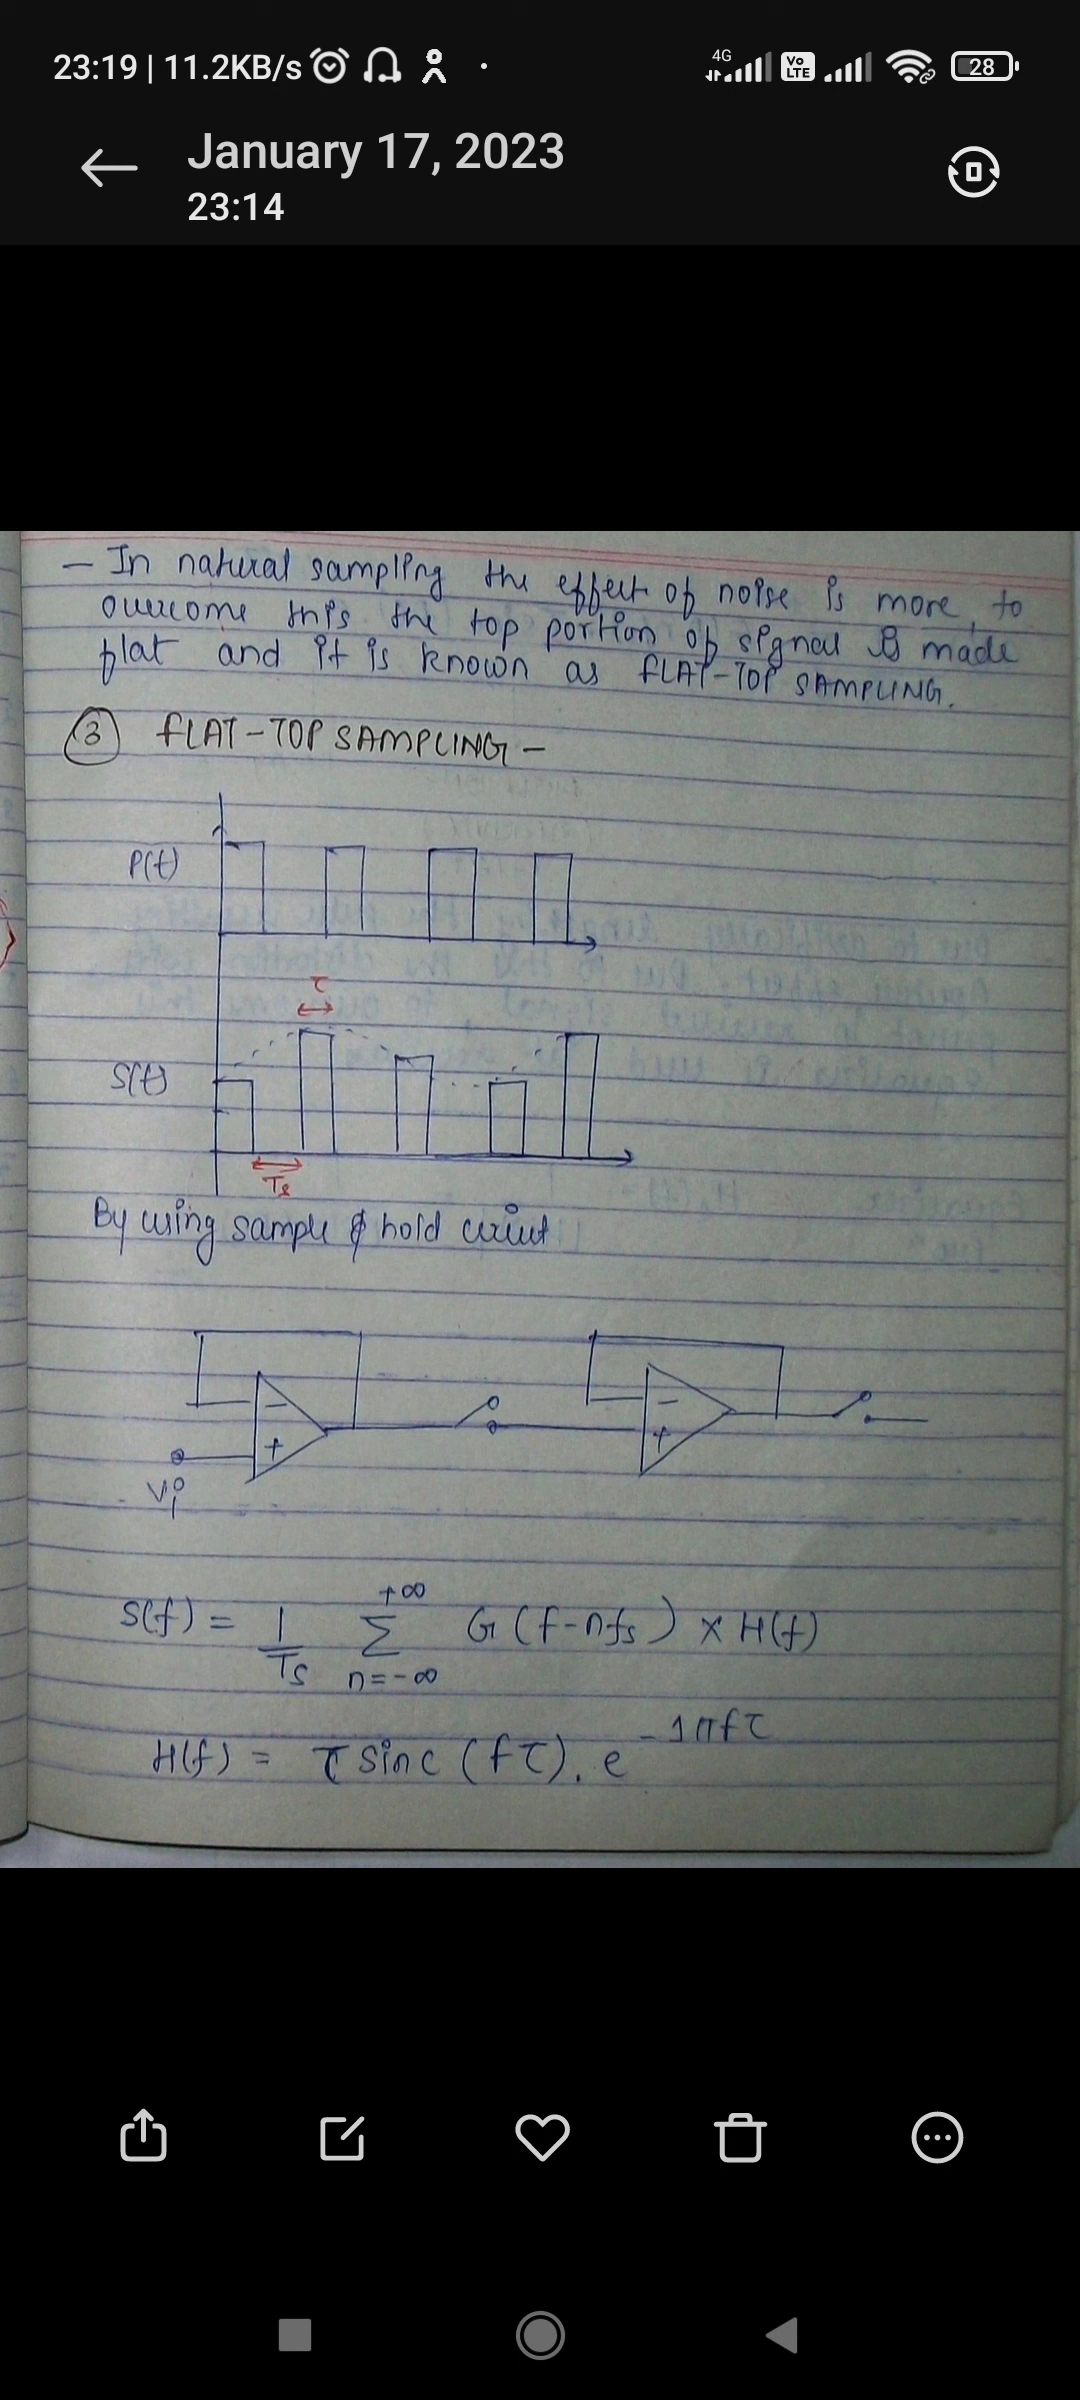 23:19 | 11.2KB/s
4G
Vo
LTE
28
January 17, 2023
23:14
- In natural sampling the effect of noise is more, to
overcome this the top portion of signal is made
flat and it is known as FLAT-TOP SAMPLING.
3 FLAT-TOP SAMPLING -
P(t)
τ
S(t)
Ts
By using sample & hold circuit
-
+
Vi
-
+
S(f) = 1/Ts Σ n=-∞ +∞ G(f-nfs) x H(f)
H(f) = τ sinc (fτ). e^-1πfτ